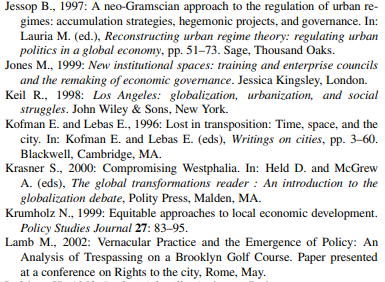 Jessop B., 1997: A neo-Gramscian approach to the regulation of urban re-
gimes: accumulation strategies, hegemonic projects, and governance. In:
Lauria M. (ed.), Reconstructing urban regime theory: regulating urban
politics in a global economy, pp. 51–73. Sage, Thousand Oaks.
Jones M., 1999: New institutional spaces: training and enterprise councils
and the remaking of economic governance. Jessica Kingsley, London.
Keil R., 1998: Los Angeles: globalization, urbanization, and social
struggles. John Wiley & Sons, New York.
Kofman E. and Lebas E., 1996: Lost in transposition: Time, space, and the
city. In: Kofman E. and Lebas E. (eds), Writings on cities, pp. 3–60.
Blackwell, Cambridge, MA.
Krasner S., 2000: Compromising Westphalia. In: Held D. and McGrew
A. (eds), The global transformations reader : An introduction to the
globalization debate, Polity Press, Malden, MA.
Krumholz N., 1999: Equitable approaches to local economic development.
Policy Studies Journal 27: 83–95.
Lamb M., 2002: Vernacular Practice and the Emergence of Policy: An
Analysis of Trespassing on a Brooklyn Golf Course. Paper presented
at a conference on Rights to the city, Rome, May.